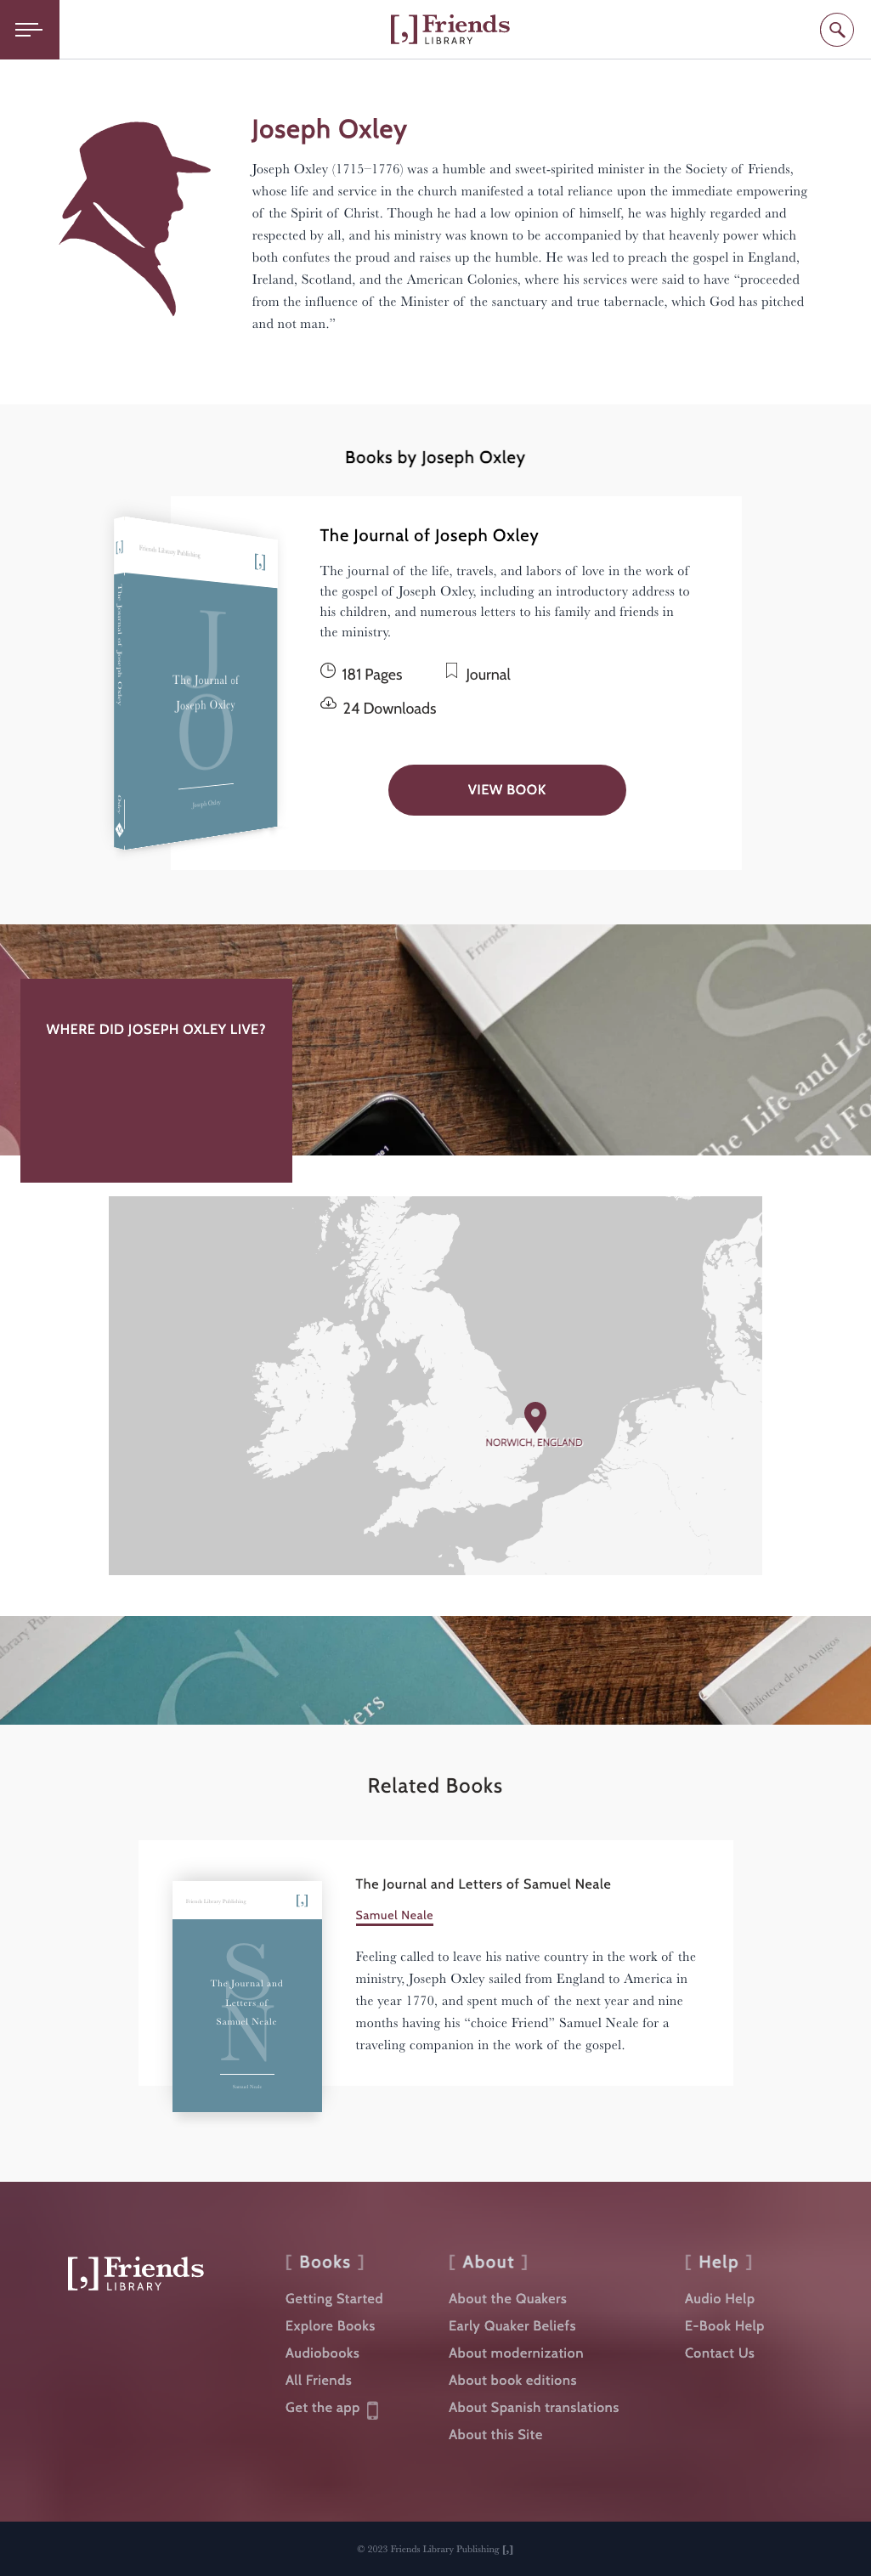 [,] Friends
LIBRARY
Joseph Oxley
Joseph Oxley (1715–1776) was a humble and sweet-spirited minister in the Society of Friends,
whose life and service in the church manifested a total reliance upon the immediate empowering
of the Spirit of Christ. Though he had a low opinion of himself, he was highly regarded and
respected by all, and his ministry was known to be accompanied by that heavenly power which
both confutes the proud and raises up the humble. He was led to preach the gospel in England,
Ireland, Scotland, and the American Colonies, where his services were said to have “proceeded
from the influence of the Minister of the sanctuary and true tabernacle, which God has pitched
and not man.”
Books by Joseph Oxley
[,]
Friends Library Publishing
[,]
The Journal of Joseph Oxley
Oxley
J
O
The Journal of
Joseph Oxley
Joseph Oxley
The Journal of Joseph Oxley
The journal of the life, travels, and labors of love in the work of
the gospel of Joseph Oxley, including an introductory address to
his children, and numerous letters to his family and friends in
the ministry.
181 Pages
Journal
24 Downloads
VIEW BOOK
Friends
S
The Life and Let
uel Fo
WHERE DID JOSEPH OXLEY LIVE?
NORWICH, ENGLAND
ibrary Pu
C
ters
Biblioteca de los Amigos
Related Books
Friends Library Publishing
[,]
S
N
The Journal and
Letters of
Samuel Neale
Samuel Neale
The Journal and Letters of Samuel Neale
Samuel Neale
Feeling called to leave his native country in the work of the
ministry, Joseph Oxley sailed from England to America in
the year 1770, and spent much of the next year and nine
months having his “choice Friend” Samuel Neale for a
traveling companion in the work of the gospel.
[,] Friends
LIBRARY
[ Books ]
Getting Started
Explore Books
Audiobooks
All Friends
Get the app
[ About ]
About the Quakers
Early Quaker Beliefs
About modernization
About book editions
About Spanish translations
About this Site
[ Help ]
Audio Help
E-Book Help
Contact Us
© 2023 Friends Library Publishing [,]